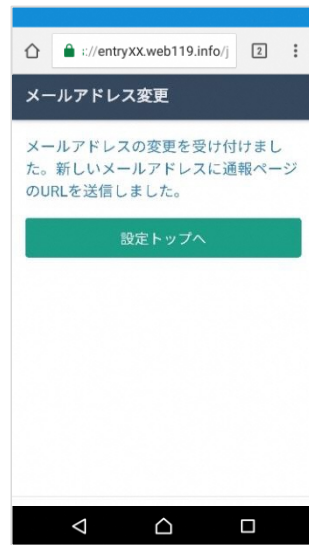 ://entryXX.web119.info/j
2
メールアドレス変更
メールアドレスの変更を受け付けまし
た。新しいメールアドレスに通報ページ
のURLを送信しました。
設定トップへ